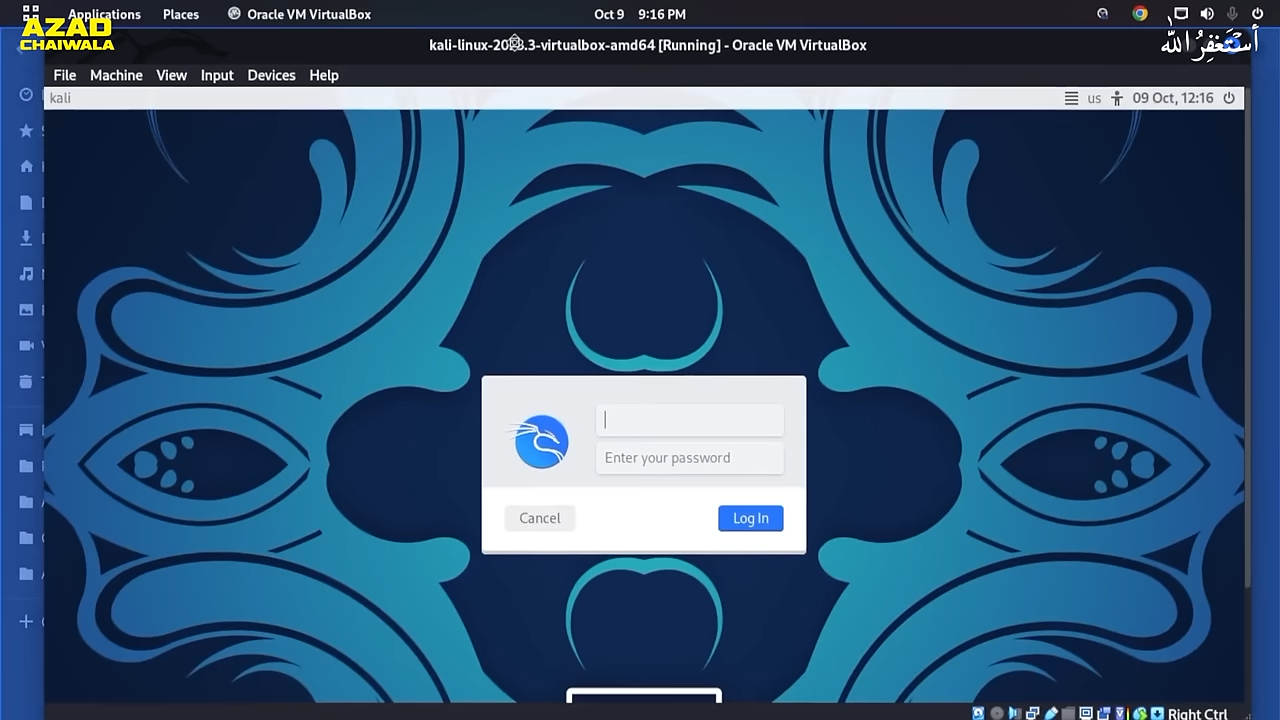 Applications Places Oracle VM VirtualBox Oct 9 9:16 PM
AZAD
CHAIWALA
أستغفر الله
kali-linux-2023.3-virtualbox-amd64 [Running] - Oracle VM VirtualBox
File Machine View Input Devices Help
kali us 09 Oct, 12:16
Enter your password
Cancel Log In
Right Ctrl